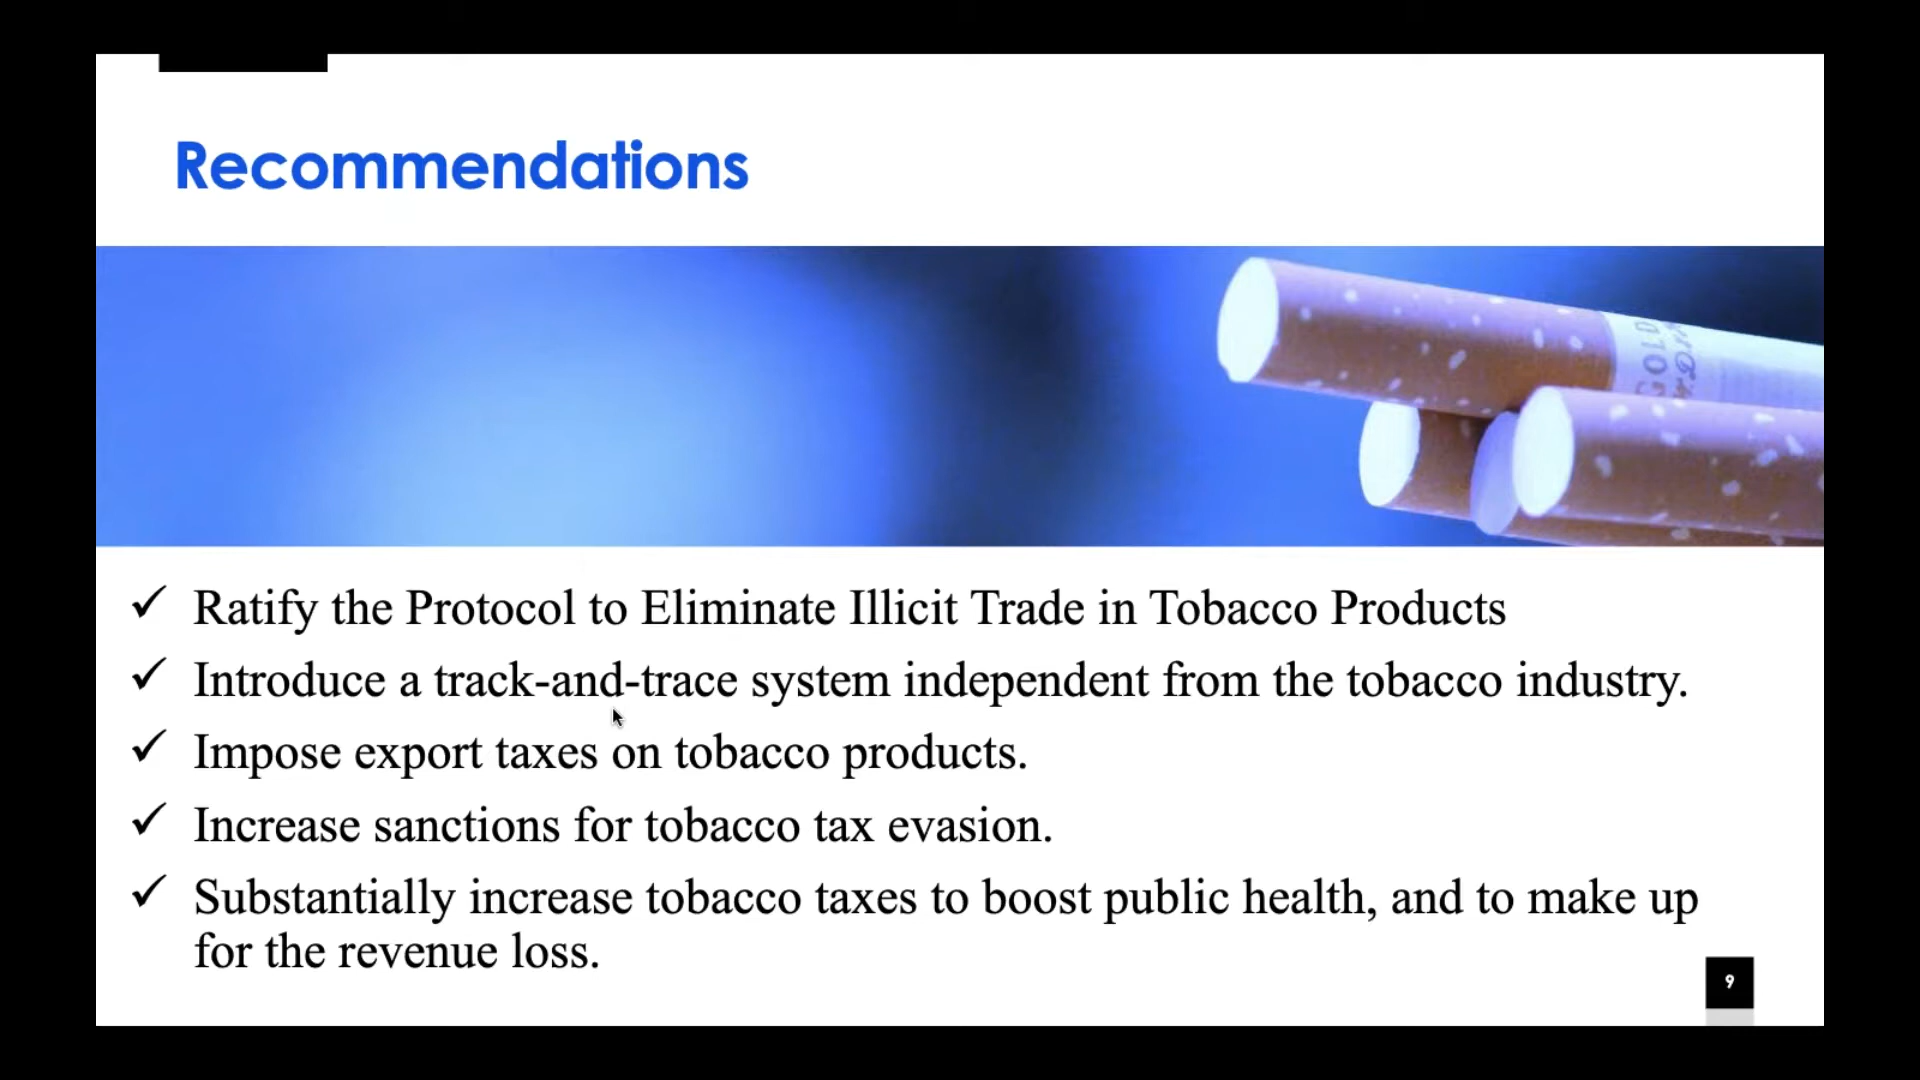 Recommendations
GOLD
✓ Ratify the Protocol to Eliminate Illicit Trade in Tobacco Products
✓ Introduce a track-and-trace system independent from the tobacco industry.
✓ Impose export taxes on tobacco products.
✓ Increase sanctions for tobacco tax evasion.
✓ Substantially increase tobacco taxes to boost public health, and to make up
for the revenue loss.
9